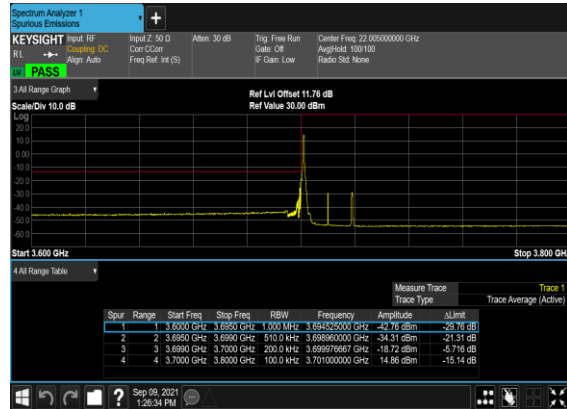 Spectrum Analyzer 1
Spurious Emissions
+
KEYSIGHT Input: RF Input Z: 50 Ω Atten: 30 dB Trig: Free Run Center Freq: 22.005000000 GHz
RL Coupling: DC Corr CCorr Gate: Off Avg|Hold: 100/100
Align: Auto Freq Ref: Int (S) IF Gain: Low Radio Std: None
PASS
3 All Range Graph
Ref Lvl Offset 11.76 dB
Scale/Div 10.0 dB Ref Value 30.00 dBm
Log
20.0
10.0
0.00
-10.0
-20.0
-30.0
-40.0
-50.0
-60.0
Start 3.600 GHz Stop 3.800 GHz
4 All Range Table
Measure Trace Trace 1
Trace Type Trace Average (Active)
Spur Range Start Freq Stop Freq RBW Frequency Amplitude ΔLimit
1 1 3.6000 GHz 3.6950 GHz 1.000 MHz 3.694525000 GHz -42.76 dBm -29.76 dB
2 2 3.6950 GHz 3.6990 GHz 510.0 kHz 3.698960000 GHz -34.31 dBm -21.31 dB
3 3 3.6990 GHz 3.7000 GHz 200.0 kHz 3.699976667 GHz -18.72 dBm -5.716 dB
4 4 3.7000 GHz 3.8000 GHz 100.0 kHz 3.701000000 GHz 14.86 dBm -15.14 dB
? Sep 09, 2021
1:26:34 PM